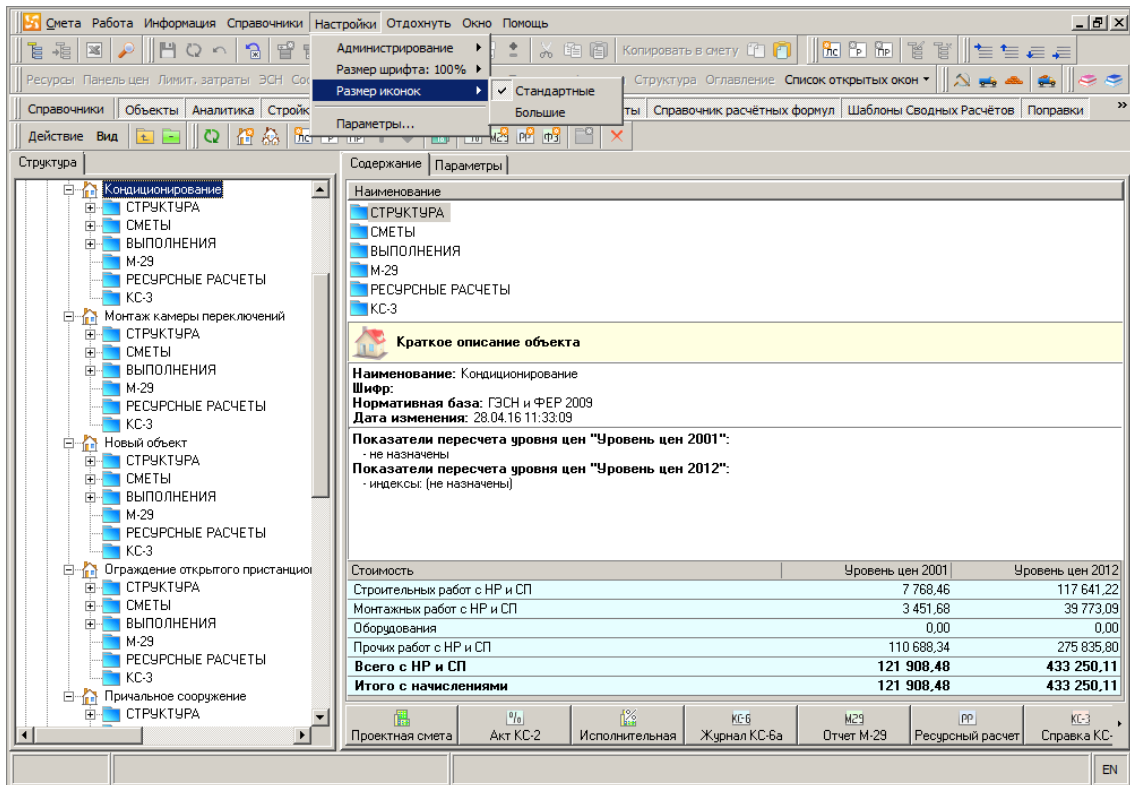 Смета Работа Информация Справочники Настройки Отдохнуть Окно Помощь
Администрирование
Размер шрифта: 100%
Размер иконок
Параметры...
Стандартные
Большие
Копировать в смету
Ресурсы Панель цен Лимит. затраты ЭСН Структура Оглавление Список открытых окон
Справочники Объекты Аналитика Справочник расчётных формул Шаблоны Сводных Расчётов Поправки »
Действие Вид
Структура
Содержание Параметры
Кондиционирование
СТРУКТУРА
СМЕТЫ
ВЫПОЛНЕНИЯ
М-29
РЕСУРСНЫЕ РАСЧЕТЫ
КС-3
Монтаж камеры переключений
СТРУКТУРА
СМЕТЫ
ВЫПОЛНЕНИЯ
М-29
РЕСУРСНЫЕ РАСЧЕТЫ
КС-3
Новый объект
СТРУКТУРА
СМЕТЫ
ВЫПОЛНЕНИЯ
М-29
РЕСУРСНЫЕ РАСЧЕТЫ
КС-3
Ограждение открытого пристанцио
СТРУКТУРА
СМЕТЫ
ВЫПОЛНЕНИЯ
М-29
РЕСУРСНЫЕ РАСЧЕТЫ
КС-3
Причальное сооружение
СТРУКТУРА
Наименование
СТРУКТУРА
СМЕТЫ
ВЫПОЛНЕНИЯ
М-29
РЕСУРСНЫЕ РАСЧЕТЫ
КС-3
Краткое описание объекта
Наименование: Кондиционирование
Шифр:
Нормативная база: ГЭСН и ФЕР 2009
Дата изменения: 28.04.16 11:33:09
Показатели пересчета уровня цен "Уровень цен 2001":
- не назначены
Показатели пересчета уровня цен "Уровень цен 2012":
- индексы: (не назначены)
Стоимость Уровень цен 2001 Уровень цен 2012
Строительных работ с НР и СП 7 768,46 117 641,22
Монтажных работ с НР и СП 3 451,68 39 773,09
Оборудования 0,00 0,00
Прочих работ с НР и СП 110 688,34 275 835,80
Всего с НР и СП 121 908,48 433 250,11
Итого с начислениями 121 908,48 433 250,11
% КС-6 М29 РР КС-3
Проектная смета Акт КС-2 Исполнительная Журнал КС-6а Отчет М-29 Ресурсный расчет Справка КС-
EN